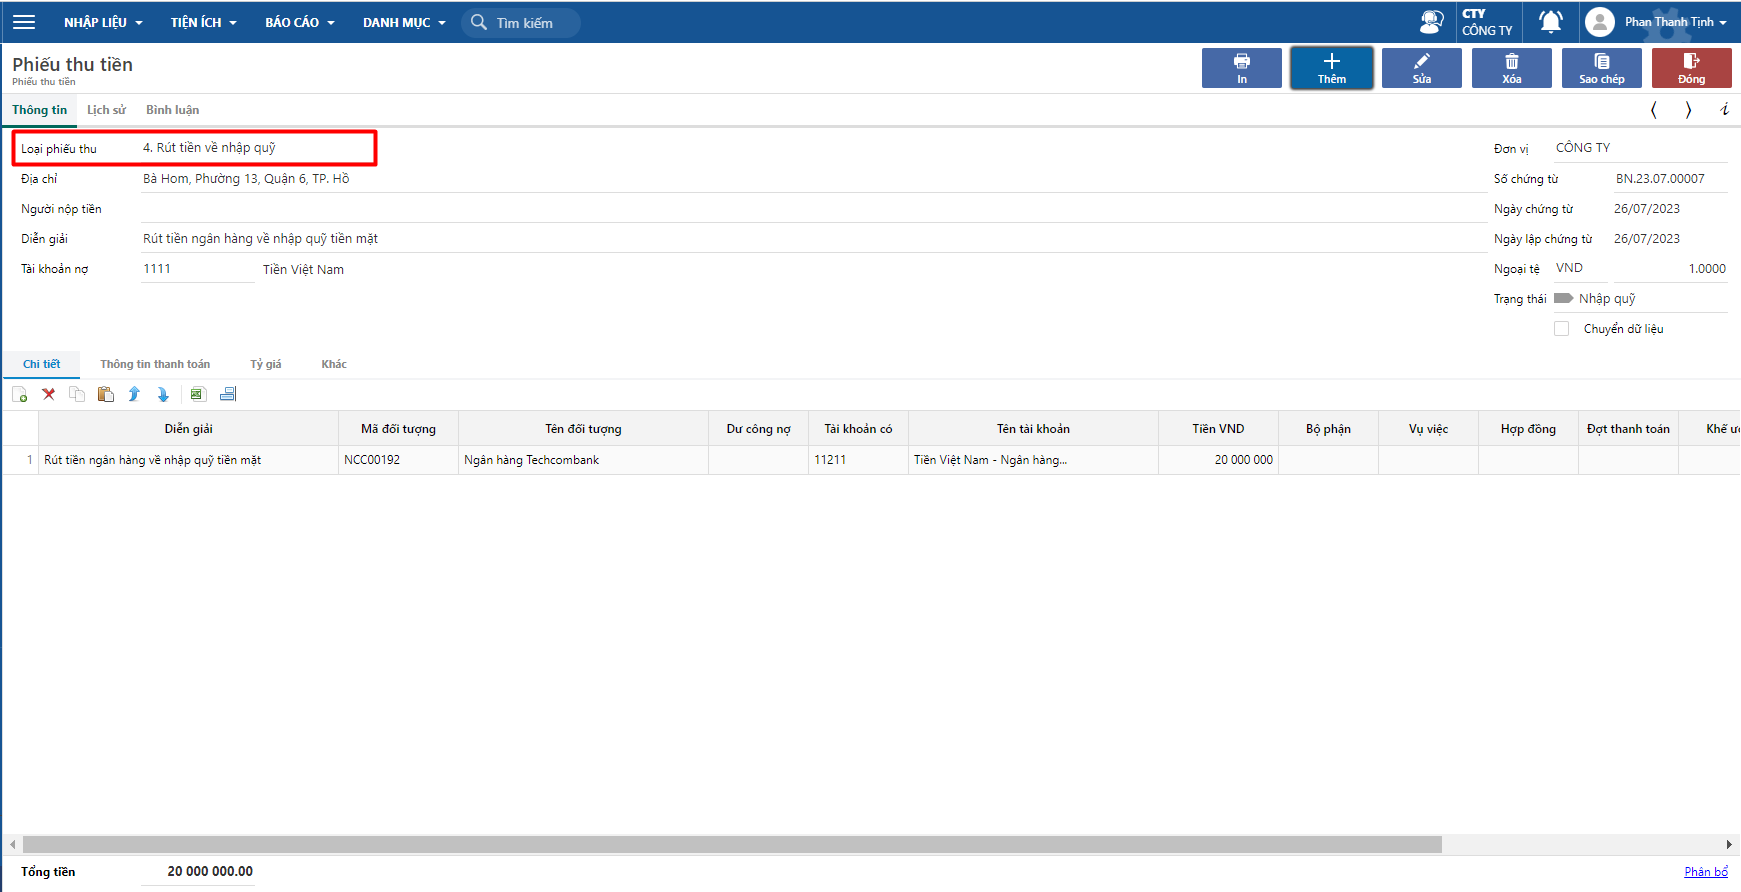 NHẬP LIỆU TIỆN ÍCH BÁO CÁO DANH MỤC Tìm kiếm CTY CÔNG TY Phan Thanh Tịnh
Phiếu thu tiền
Phiếu thu tiền
In Thêm Sửa Xóa Sao chép Đóng
Thông tin Lịch sử Bình luận
Loại phiếu thu 4. Rút tiền về nhập quỹ
Địa chỉ Bà Hom, Phường 13, Quận 6, TP. Hồ
Người nộp tiền
Diễn giải Rút tiền ngân hàng về nhập quỹ tiền mặt
Tài khoản nợ 1111 Tiền Việt Nam
Đơn vị CÔNG TY
Số chứng từ BN.23.07.00007
Ngày chứng từ 26/07/2023
Ngày lập chứng từ 26/07/2023
Ngoại tệ VND 1.0000
Trạng thái Nhập quỹ
Chuyển dữ liệu
Chi tiết Thông tin thanh toán Tỷ giá Khác
Diễn giải Mã đối tượng Tên đối tượng Dư công nợ Tài khoản có Tên tài khoản Tiền VND Bộ phận Vụ việc Hợp đồng Đợt thanh toán Khế ướ
1 Rút tiền ngân hàng về nhập quỹ tiền mặt NCC00192 Ngân hàng Techcombank 11211 Tiền Việt Nam - Ngân hàng... 20 000 000
Tổng tiền 20 000 000.00 Phân bổ